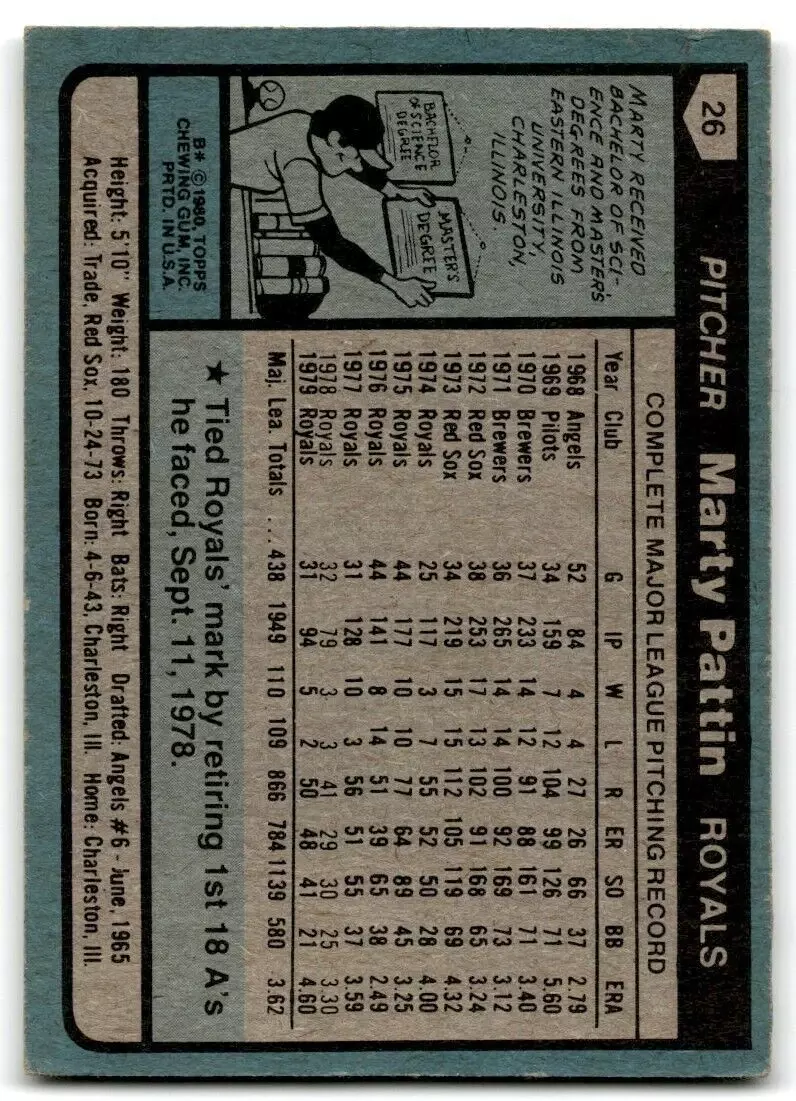 26
PITCHER Marty Pattin ROYALS
MARTY RECEIVED
BACHELOR OF SCI-
ENCE AND MASTER'S
DEGREES FROM
EASTERN ILLINOIS
UNIVERSITY,
CHARLESTON,
ILLINOIS.
BACHELOR
OF SCIENCE
DEGREE
MASTER'S
DEGREE
B* © 1980, TOPPS
CHEWING GUM, INC.
PRTD. IN U.S.A.
COMPLETE MAJOR LEAGUE PITCHING RECORD
Year Club G IP W L R ER SO BB ERA
1968 Angels 52 84 4 4 27 26 66 37 2.79
1969 Pilots 34 159 7 12 104 99 126 71 5.60
1970 Brewers 37 233 14 12 91 88 161 71 3.40
1971 Brewers 36 265 14 14 100 92 169 73 3.12
1972 Red Sox 38 253 17 13 102 91 168 65 3.24
1973 Red Sox 34 219 15 15 112 105 119 69 4.32
1974 Royals 25 117 3 7 55 52 50 28 4.00
1975 Royals 44 177 10 10 77 64 89 45 3.25
1976 Royals 44 141 8 14 51 39 65 38 2.49
1977 Royals 31 128 10 3 56 51 55 37 3.59
1978 Royals 32 79 3 3 41 29 30 25 3.30
1979 Royals 31 94 5 2 50 48 41 21 4.60
Maj. Lea. Totals ... 438 1949 110 109 866 784 1139 580 3.62
★ Tied Royals' mark by retiring 1st 18 A's
he faced, Sept. 11, 1978.
Height: 5'10" Weight: 180 Throws: Right Bats: Right Drafted: Angels #6 - June, 1965
Acquired: Trade, Red Sox, 10-24-73 Born: 4-6-43, Charleston, Ill. Home: Charleston, Ill.